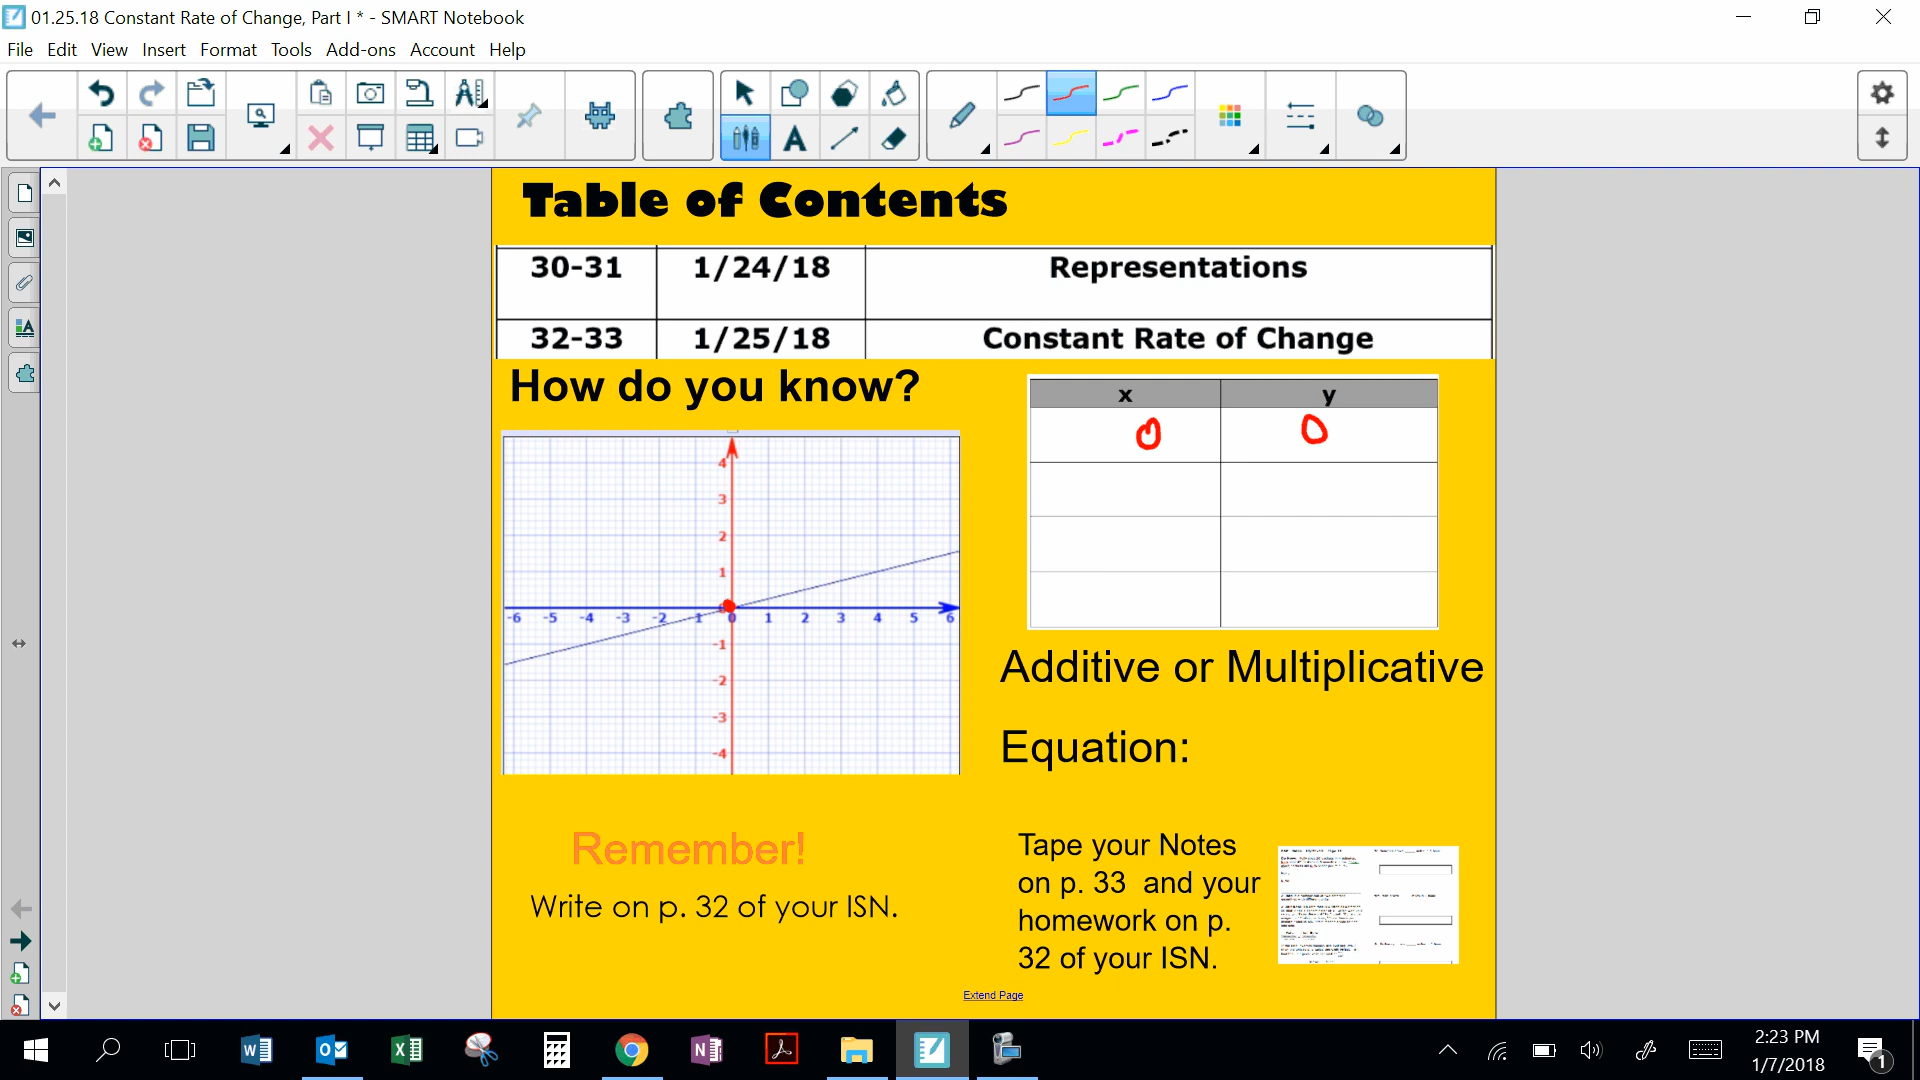 01.25.18 Constant Rate of Change, Part I * - SMART Notebook
File Edit View Insert Format Tools Add-ons Account Help
Table of Contents
30-31 1/24/18 Representations
32-33 1/25/18 Constant Rate of Change
How do you know?
x y
0 0
4
3
2
1
-6 -5 -4 -3 -2 -1 0 1 2 3 4 5 6
-1
-2
-3
-4
Additive or Multiplicative
Equation:
Remember!
Write on p. 32 of your ISN.
Tape your Notes
on p. 33 and your
homework on p.
32 of your ISN.
Extend Page
2:23 PM
1/7/2018
1